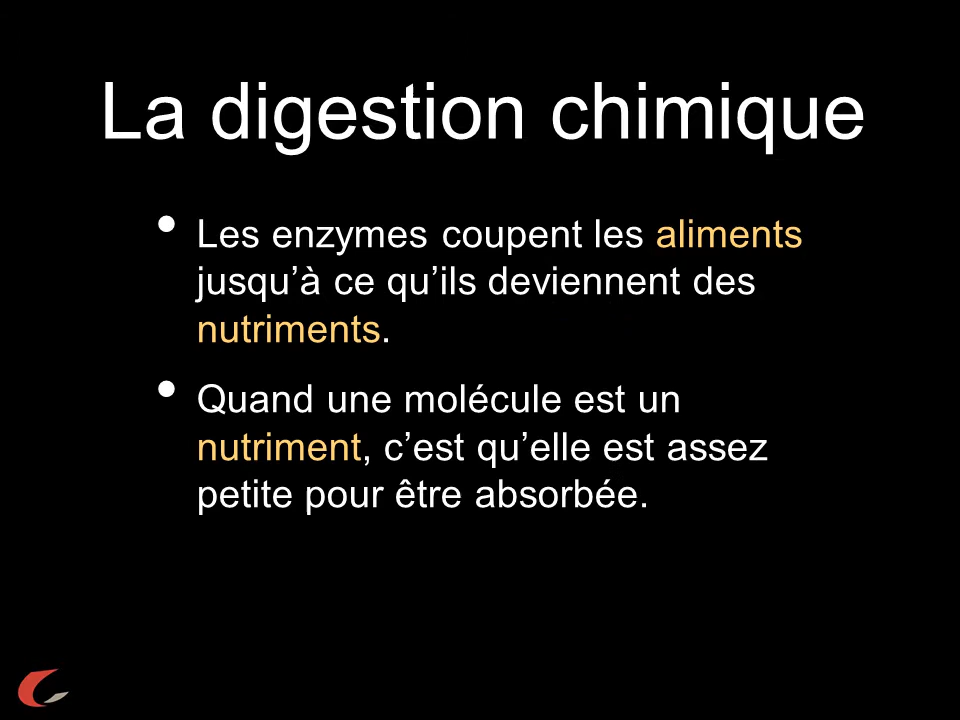 La digestion chimique
• Les enzymes coupent les aliments
jusqu’à ce qu’ils deviennent des
nutriments.
• Quand une molécule est un
nutriment, c’est qu’elle est assez
petite pour être absorbée.